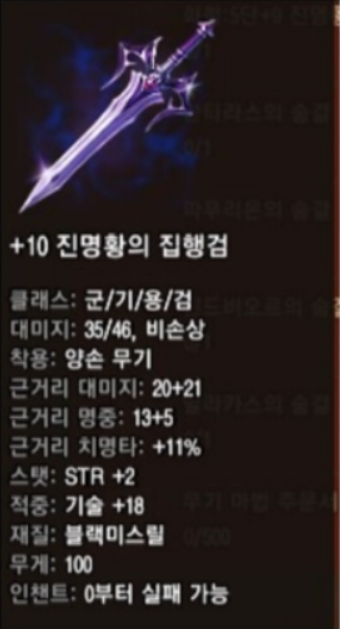 +10 진명황의 집행검
클래스: 군/기/용/검
대미지: 35/46, 비손상
착용: 양손 무기
근거리 대미지: 20+21
근거리 명중: 13+5
근거리 치명타: +11%
스탯: STR +2
적중: 기술 +18
재질: 블랙미스릴
무게: 100
인챈트: 0부터 실패 가능